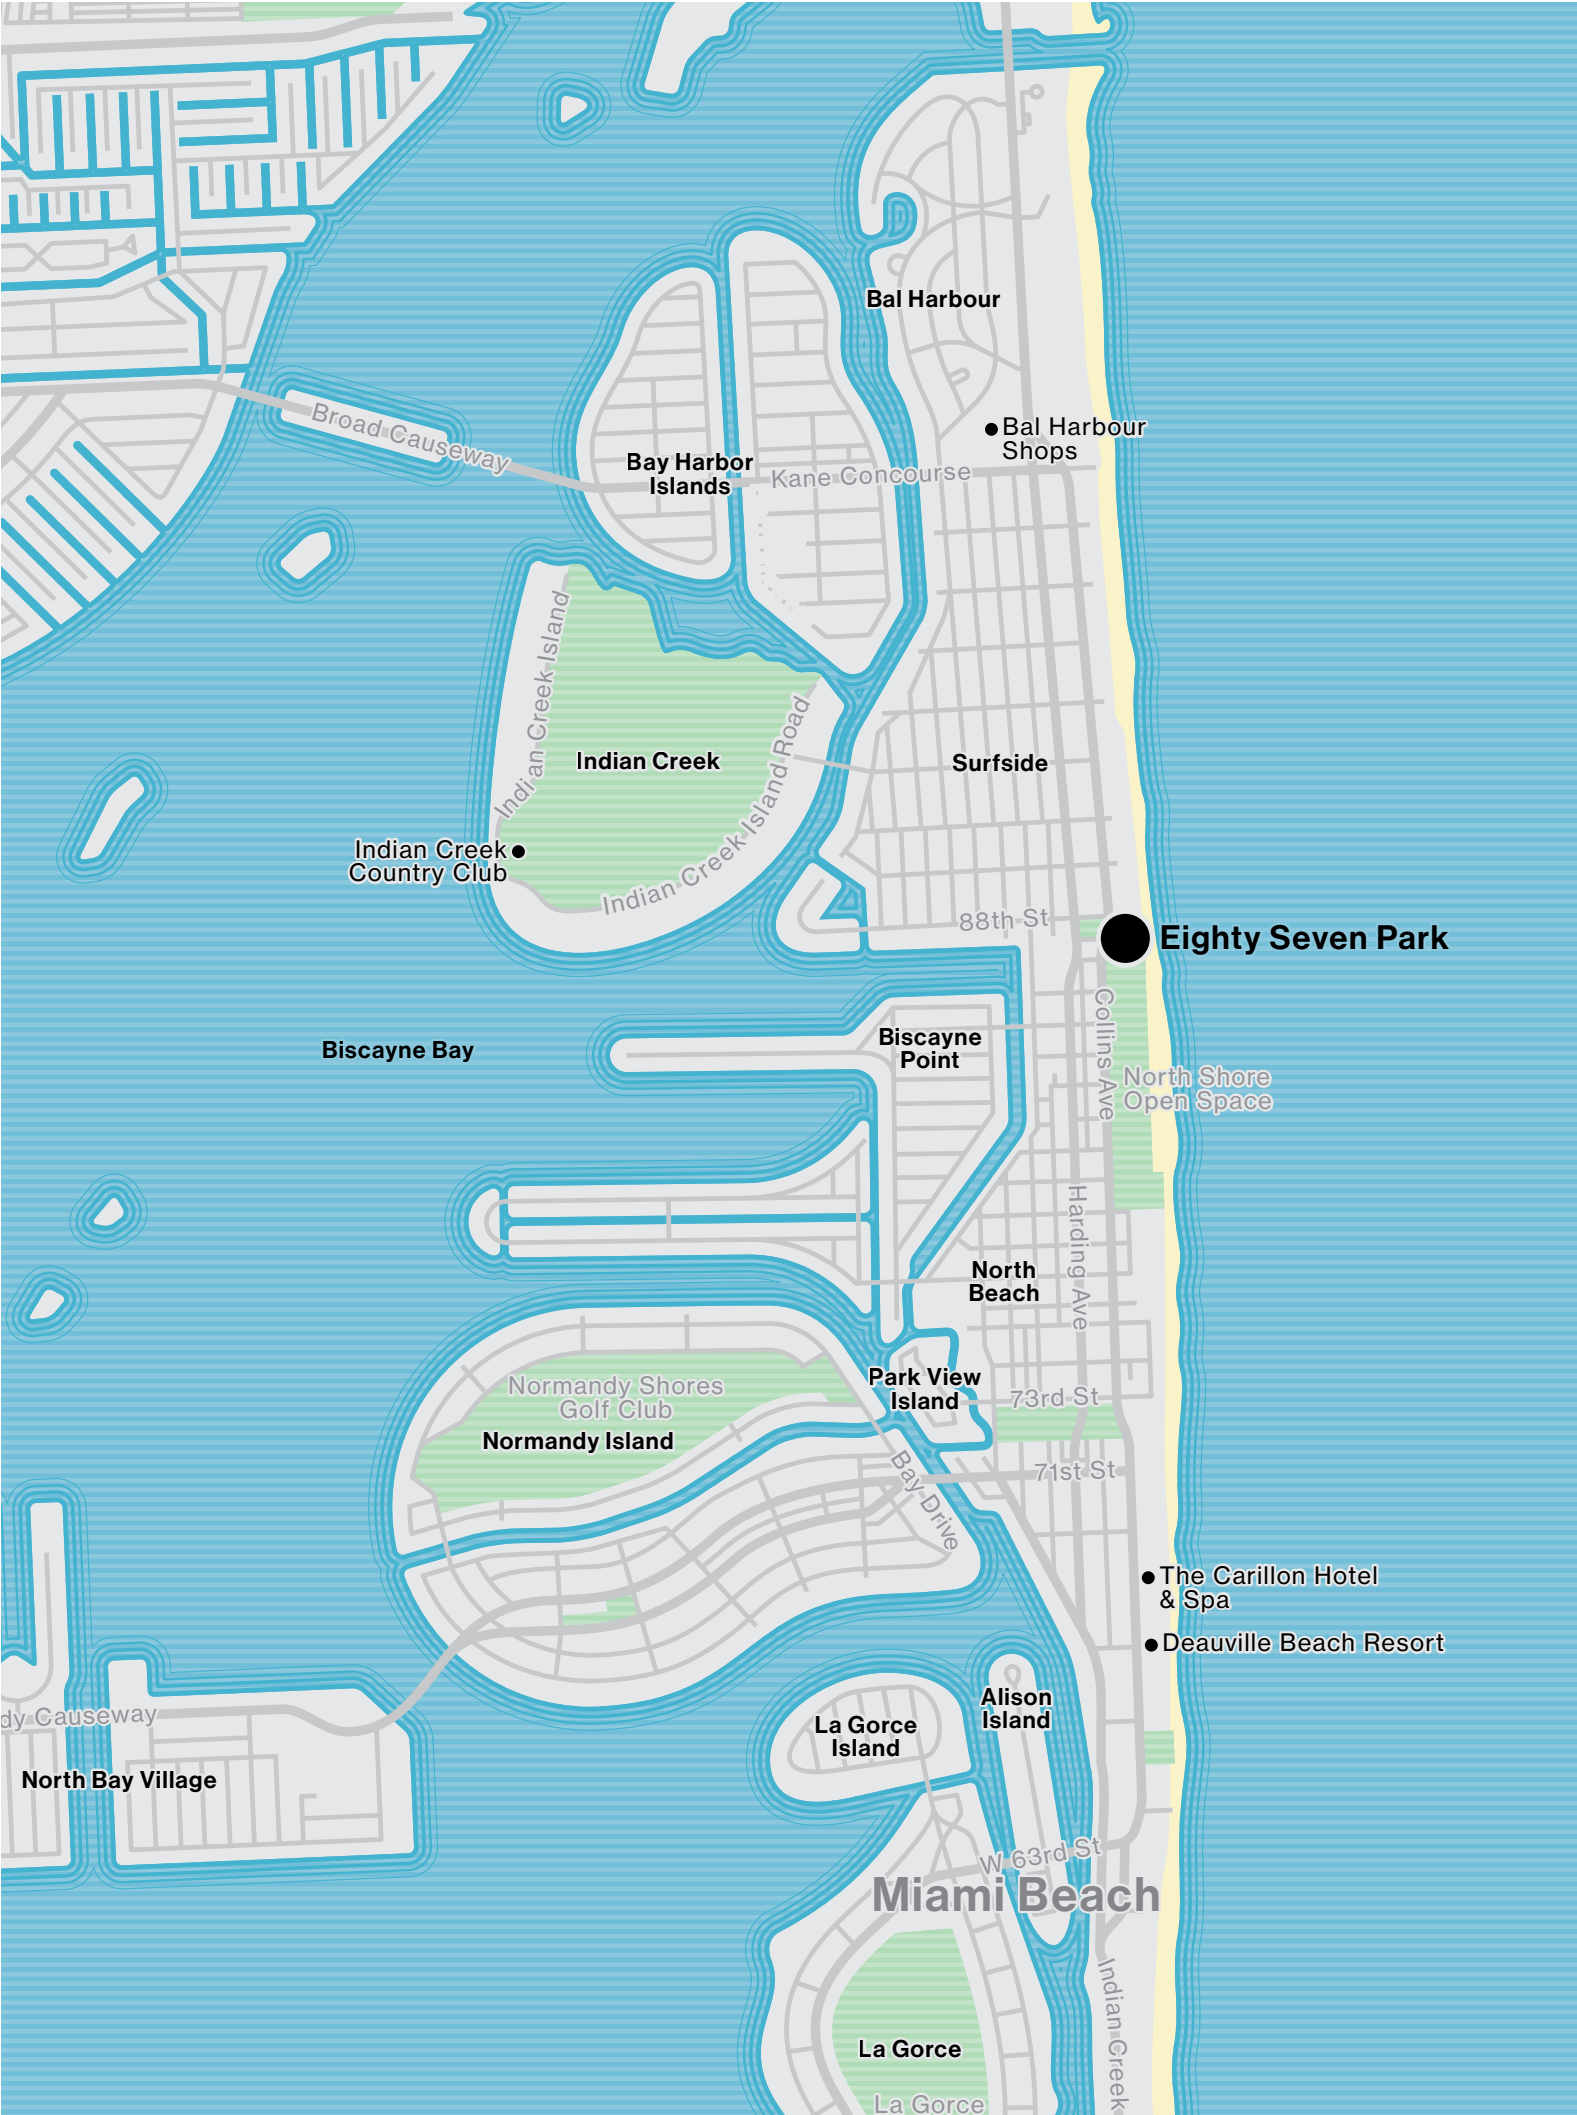 Bal Harbour
Broad Causeway
Bal Harbour
Shops
Bay Harbor
Islands
Kane Concourse
Indian Creek Island
Indian Creek Island Road
Indian Creek
Surfside
Indian Creek
Country Club
88th St
Eighty Seven Park
Collins Ave
Biscayne Bay
Biscayne
Point
North Shore
Open Space
Harding Ave
North
Beach
Park View
Island
Normandy Shores
Golf Club
73rd St
Normandy Island
Bay Drive
71st St
The Carillon Hotel
& Spa
Deauville Beach Resort
Alison
Island
dy Causeway
La Gorce
Island
North Bay Village
W 63rd St
Miami Beach
Indian Creek
La Gorce
La Gorce